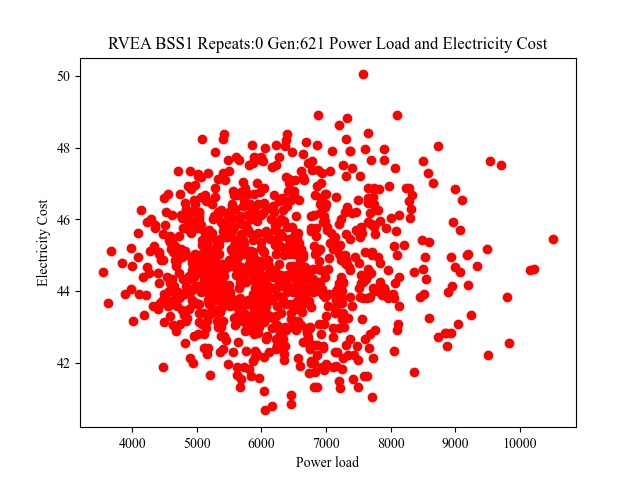 RVEA BSS1 Repeats:0 Gen:621 Power Load and Electricity Cost
50
48
46
44
42
Electricity Cost
4000 5000 6000 7000 8000 9000 10000
Power load